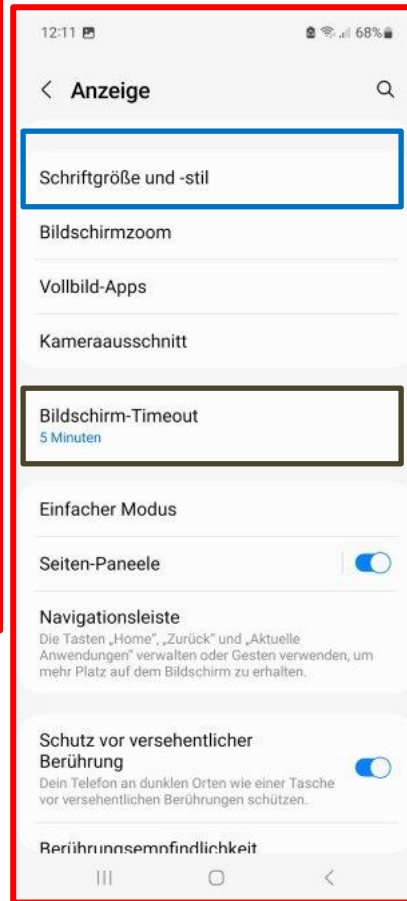 12:11 68%
Anzeige
Schriftgröße und -stil
Bildschirmzoom
Vollbild-Apps
Kameraausschnitt
Bildschirm-Timeout
5 Minuten
Einfacher Modus
Seiten-Paneele
Navigationsleiste
Die Tasten „Home“, „Zurück“ und „Aktuelle
Anwendungen“ verwalten oder Gesten verwenden, um
mehr Platz auf dem Bildschirm zu erhalten.
Schutz vor versehentlicher
Berührung
Dein Telefon an dunklen Orten wie einer Tasche
vor versehentlichen Berührungen schützen.
Berührungsempfindlichkeit